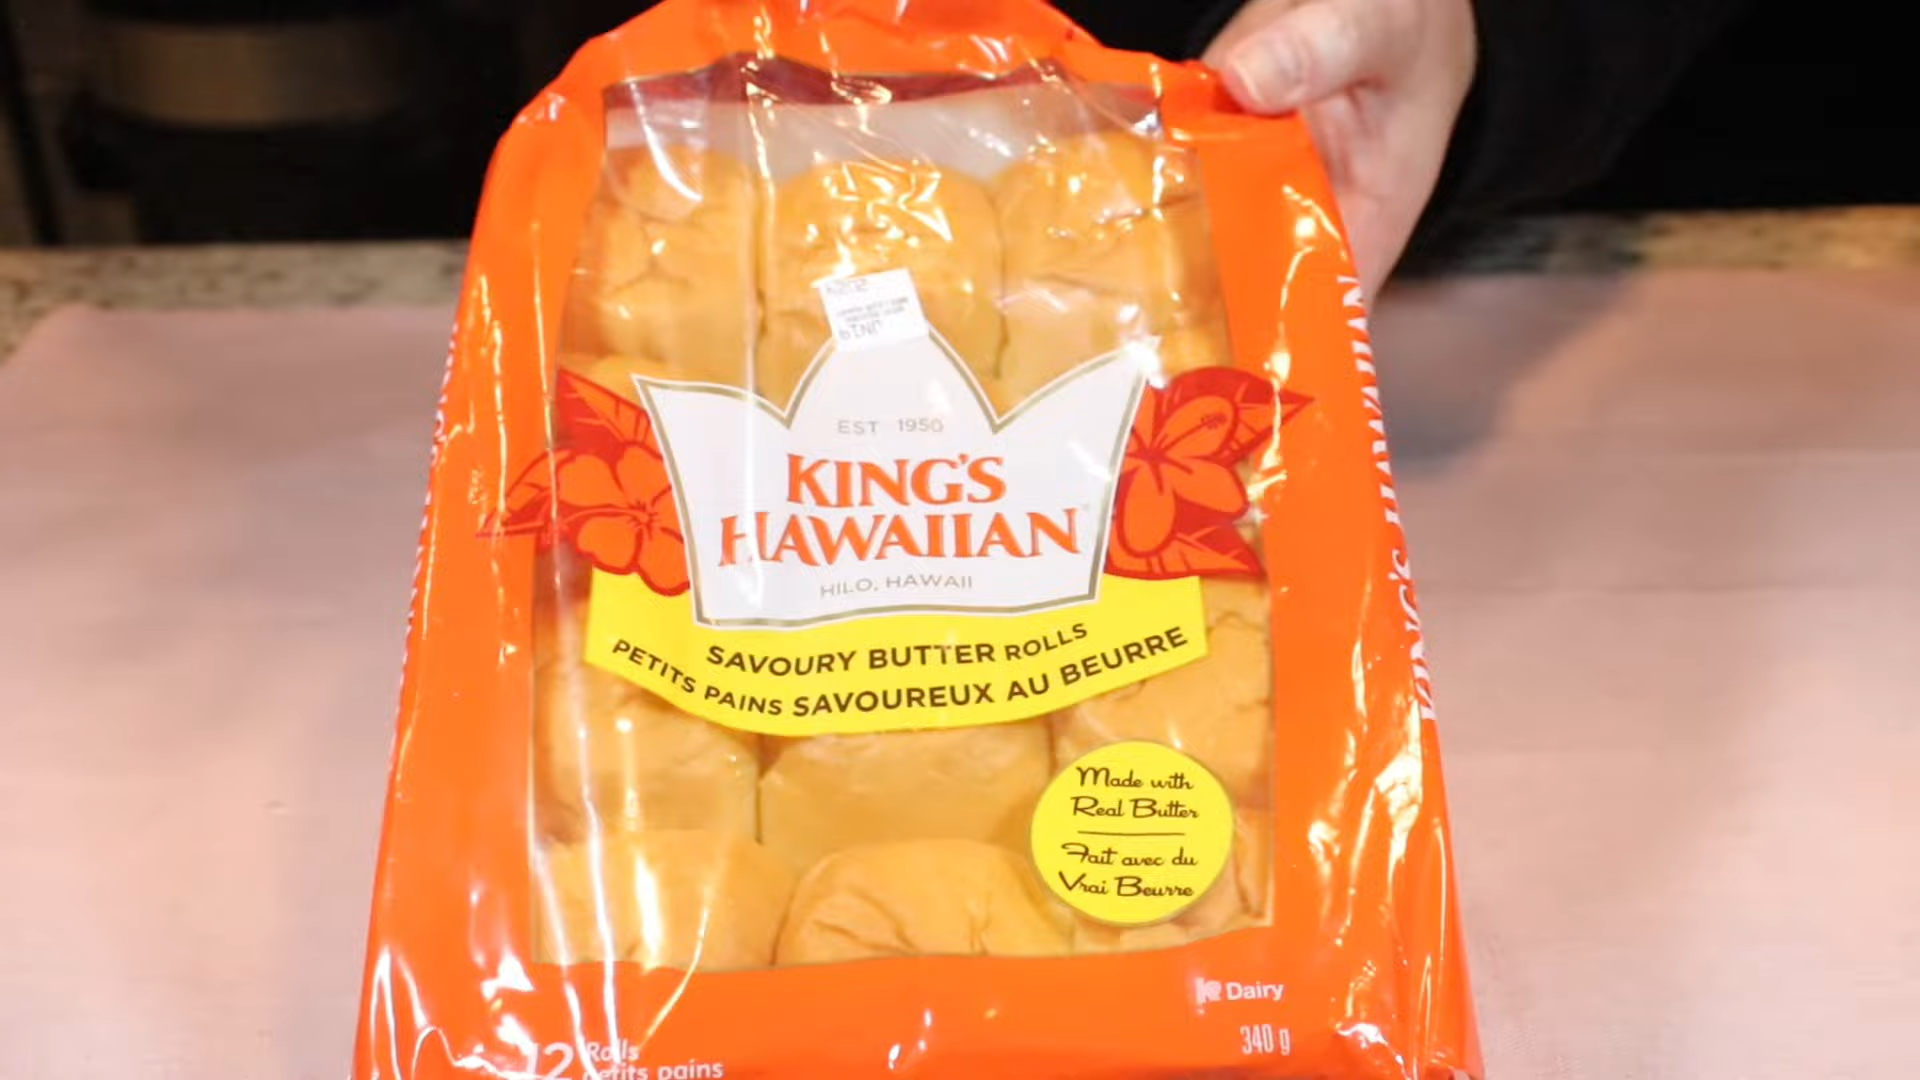 EST 1950
KING'S
HAWAIIAN
HILO, HAWAII
SAVOURY BUTTER ROLLS
PETITS PAINS SAVOUREUX AU BEURRE
Made with
Real Butter
Fait avec du
Vrai Beurre
Dairy
340 g
12 Rolls
petits pains
KING'S HAWAIIAN